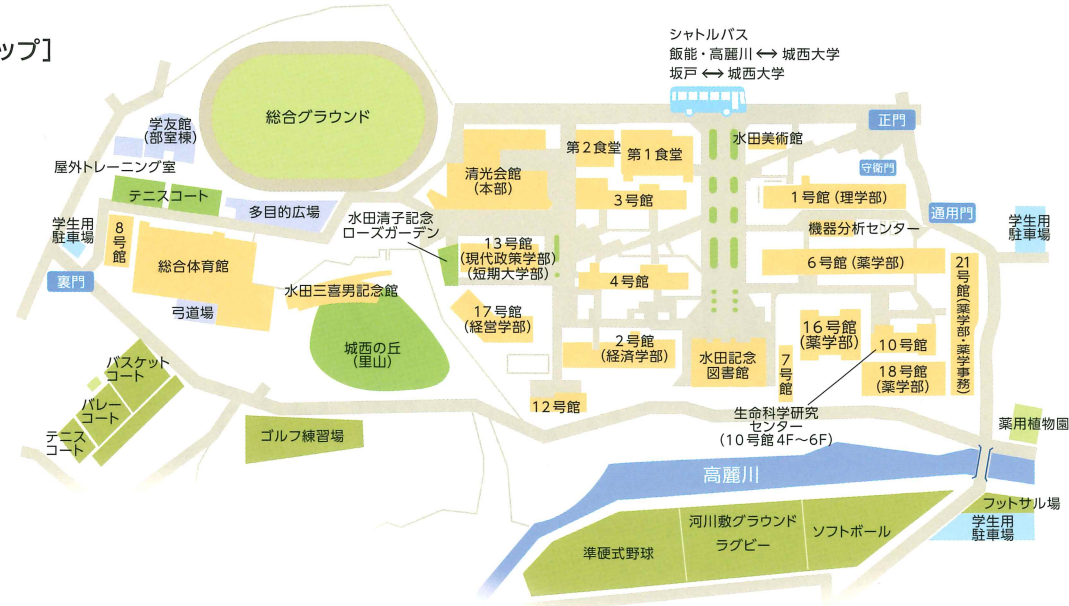 ップ]
シャトルバス
飯能・高麗川 ↔ 城西大学
坂戸 ↔ 城西大学
総合グラウンド
学友館
(部室棟)
屋外トレーニング室
テニスコート
多目的広場
学生用
駐車場
8号館
総合体育館
弓道場
裏門
清光会館
(本部)
第2食堂
第1食堂
水田美術館
正門
守衛門
通用門
学生用
駐車場
3号館
1号館(理学部)
機器分析センター
水田清子記念
ローズガーデン
13号館
(現代政策学部)
(短期大学部)
4号館
6号館(薬学部)
21号館(薬学部・薬学事務)
水田三喜男記念館
17号館
(経営学部)
城西の丘
(里山)
2号館
(経済学部)
水田記念
図書館
7号館
16号館
(薬学部)
10号館
18号館
(薬学部)
12号館
生命科学研究
センター
(10号館4F〜6F)
バスケット
コート
バレー
コート
テニス
コート
ゴルフ練習場
薬用植物園
高麗川
フットサル場
学生用
駐車場
準硬式野球
河川敷グラウンド
ラグビー
ソフトボール